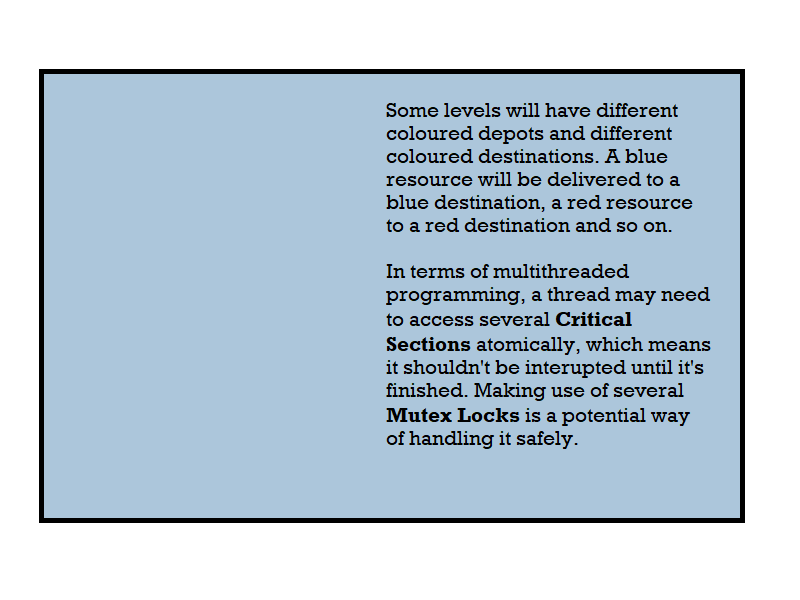 Some levels will have different
coloured depots and different
coloured destinations. A blue
resource will be delivered to a
blue destination, a red resource
to a red destination and so on.
In terms of multithreaded
programming, a thread may need
to access several Critical
Sections atomically, which means
it shouldn't be interupted until it's
finished. Making use of several
Mutex Locks is a potential way
of handling it safely.